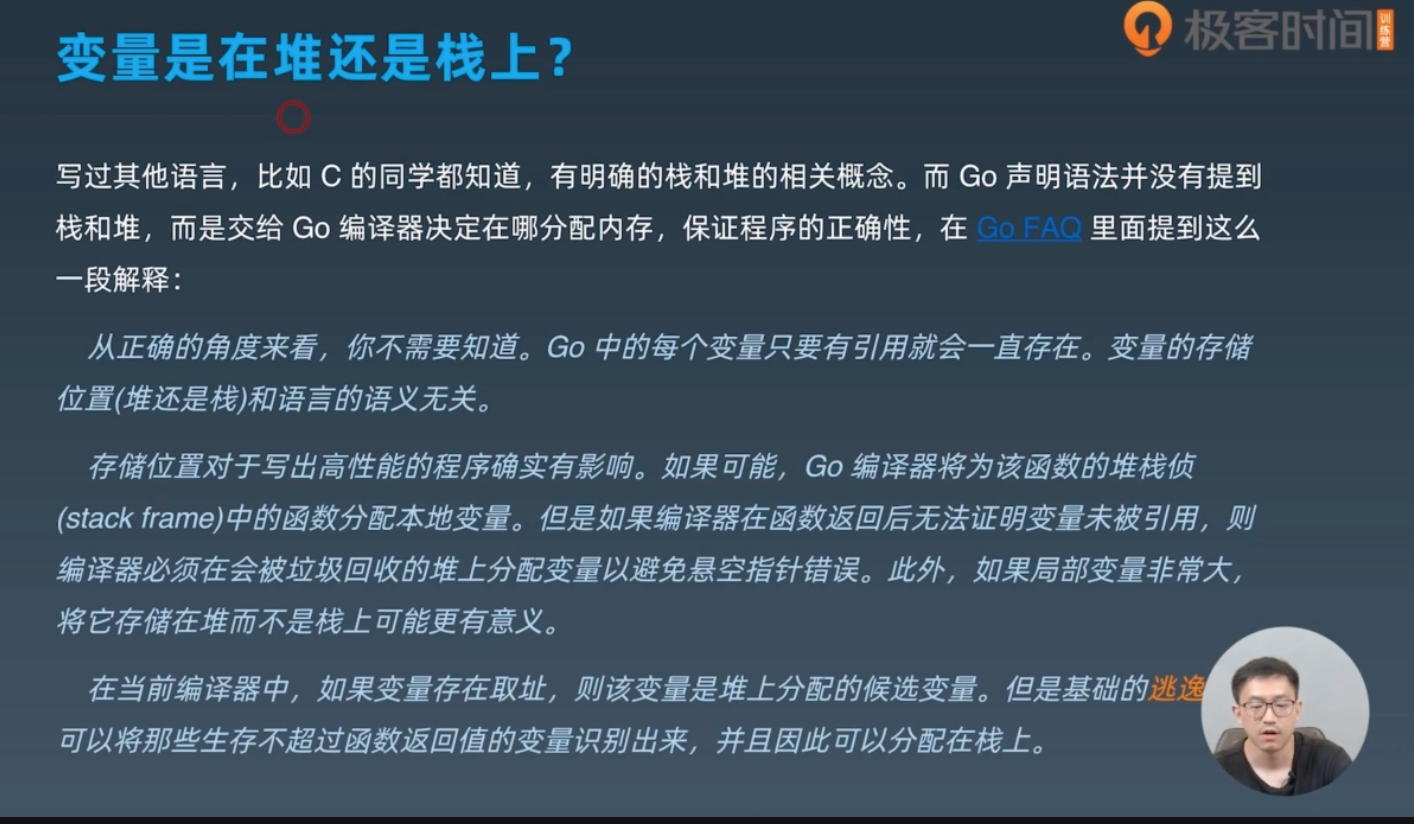 变量是在堆还是栈上？
极客时间
训练营
写过其他语言，比如 C 的同学都知道，有明确的栈和堆的相关概念。而 Go 声明语法并没有提到
栈和堆，而是交给 Go 编译器决定在哪分配内存，保证程序的正确性，在 Go FAQ 里面提到这么
一段解释：
从正确的角度来看，你不需要知道。Go 中的每个变量只要有引用就会一直存在。变量的存储
位置(堆还是栈)和语言的语义无关。
存储位置对于写出高性能的程序确实有影响。如果可能，Go 编译器将为该函数的堆栈侦
(stack frame)中的函数分配本地变量。但是如果编译器在函数返回后无法证明变量未被引用，则
编译器必须在会被垃圾回收的堆上分配变量以避免悬空指针错误。此外，如果局部变量非常大，
将它存储在堆而不是栈上可能更有意义。
在当前编译器中，如果变量存在取址，则该变量是堆上分配的候选变量。但是基础的逃逸
可以将那些生存不超过函数返回值的变量识别出来，并且因此可以分配在栈上。